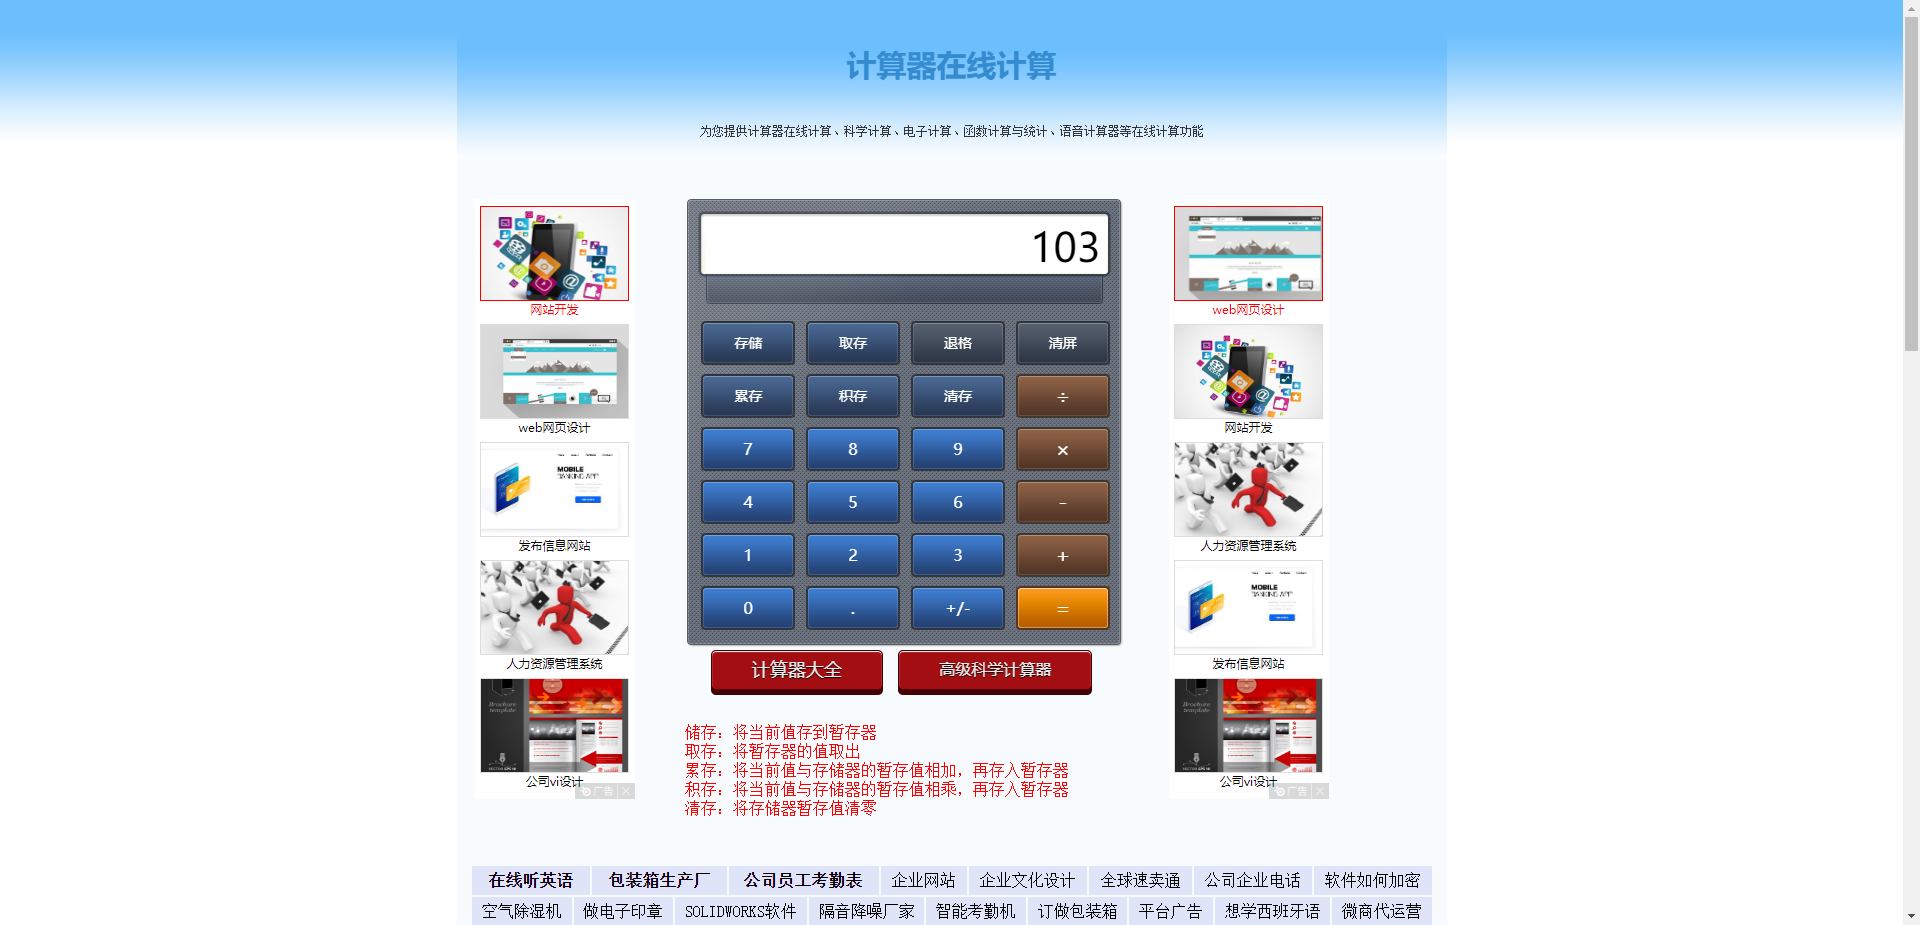 计算器在线计算
为您提供计算器在线计算、科学计算、电子计算、函数计算与统计、语音计算器等在线计算功能
网站开发
web网页设计
MOBILE
BANKING APP
发布信息网站
人力资源管理系统
Brochure
template
公司vi设计
广告
103
存储 取存 退格 清屏
累存 积存 清存 ÷
7 8 9 ×
4 5 6 -
1 2 3 +
0 . +/- =
计算器大全 高级科学计算器
储存：将当前值存到暂存器
取存：将暂存器的值取出
累存：将当前值与存储器的暂存值相加，再存入暂存器
积存：将当前值与存储器的暂存值相乘，再存入暂存器
清存：将存储器暂存值清零
web网页设计
网站开发
人力资源管理系统
MOBILE
BANKING APP
发布信息网站
Brochure
template
公司vi设计
广告
在线听英语 包装箱生产厂 公司员工考勤表 企业网站 企业文化设计 全球速卖通 公司企业电话 软件如何加密
空气除湿机 做电子印章 SOLIDWORKS软件 隔音降噪厂家 智能考勤机 订做包装箱 平台广告 想学西班牙语 微商代运营